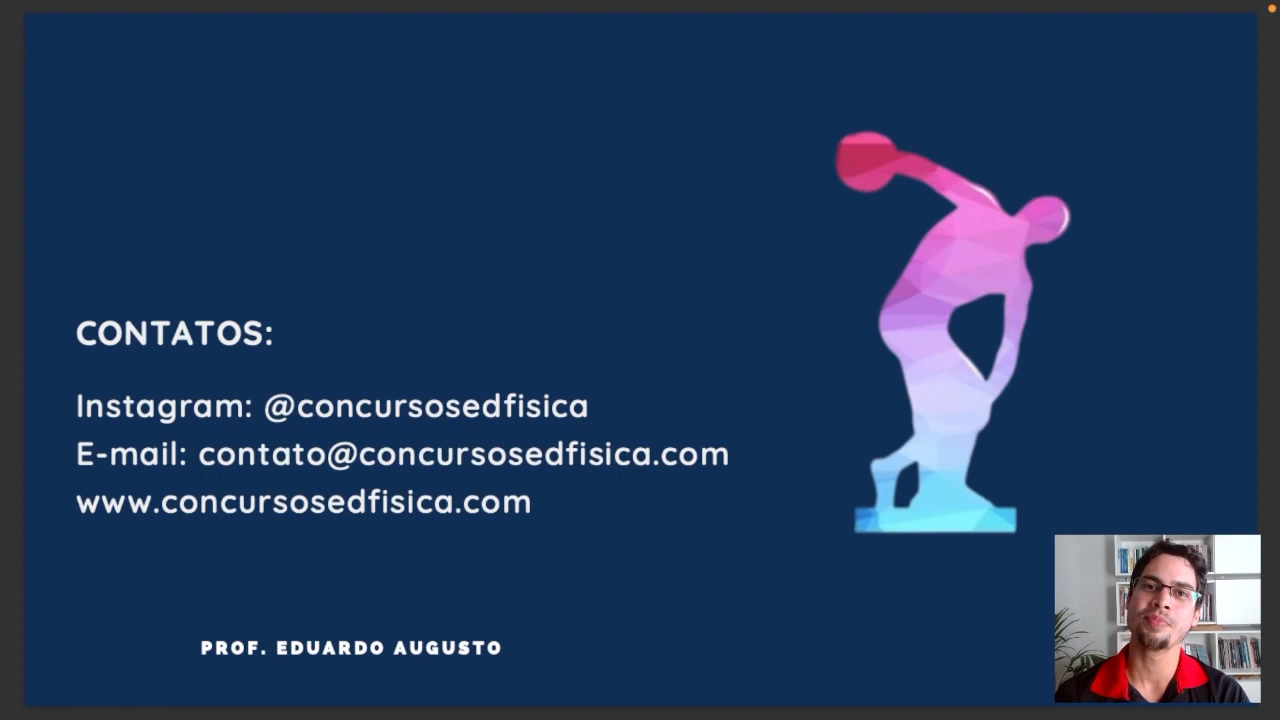 CONTATOS:
Instagram: @concursosedfisica
E-mail: contato@concursosedfisica.com
www.concursosedfisica.com
PROF. EDUARDO AUGUSTO